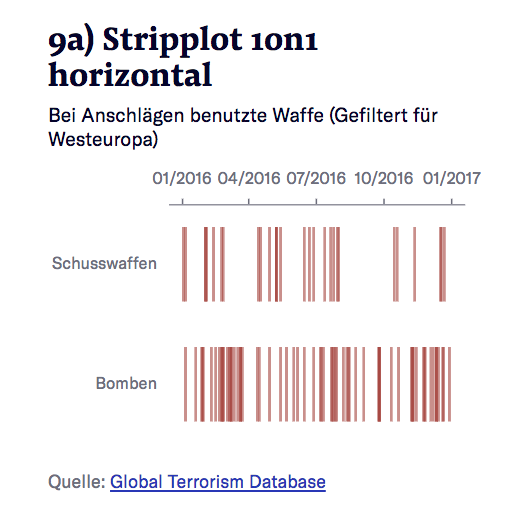 9a) Stripplot 1on1
horizontal
Bei Anschlägen benutzte Waffe (Gefiltert für
Westeuropa)
01/2016 04/2016 07/2016 10/2016 01/2017
Schusswaffen
Bomben
Quelle: Global Terrorism Database